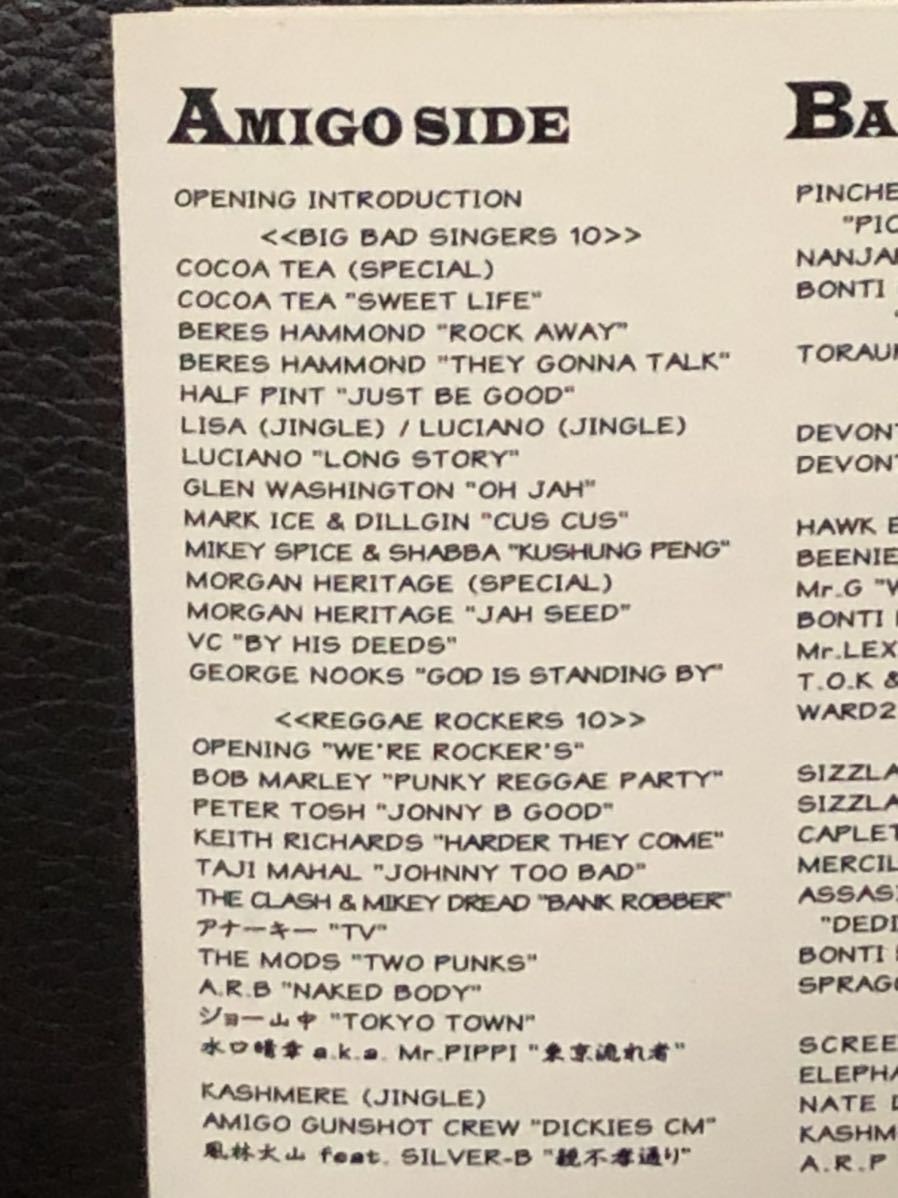 AMIGO SIDE
OPENING INTRODUCTION
<<BIG BAD SINGERS 10>>
COCOA TEA (SPECIAL)
COCOA TEA "SWEET LIFE"
BERES HAMMOND "ROCK AWAY"
BERES HAMMOND "THEY GONNA TALK"
HALF PINT "JUST BE GOOD"
LISA (JINGLE) / LUCIANO (JINGLE)
LUCIANO "LONG STORY"
GLEN WASHINGTON "OH JAH"
MARK ICE & DILLGIN "CUS CUS"
MIKEY SPICE & SHABBA "KUSHUNG PENG"
MORGAN HERITAGE (SPECIAL)
MORGAN HERITAGE "JAH SEED"
VC "BY HIS DEEDS"
GEORGE NOOKS "GOD IS STANDING BY"
<<REGGAE ROCKERS 10>>
OPENING "WE'RE ROCKER'S"
BOB MARLEY "PUNKY REGGAE PARTY"
PETER TOSH "JONNY B GOOD"
KEITH RICHARDS "HARDER THEY COME"
TAJI MAHAL "JOHNNY TOO BAD"
THE CLASH & MIKEY DREAD "BANK ROBBER"
アナーキー "TV"
THE MODS "TWO PUNKS"
A.R.B "NAKED BODY"
ジョー山中 "TOKYO TOWN"
水口晴幸 a.k.a. Mr.PIPPI "東京流れ者"
KASHMERE (JINGLE)
AMIGO GUNSHOT CREW "DICKIES CM"
風林火山 feat. SILVER-B "親不孝通り"
BA
PINCHE
"PIC
NANJA
BONTI
TORAU
DEVON
DEVON
HAWK
BEENIE
Mr.G "
BONTI
Mr.LEX
T.O.K &
WARD2
SIZZLA
SIZZLA
CAPLET
MERCIL
ASSAS
"DEDI
BONTI
SPRAG
SCREE
ELEPHA
NATE
KASHM
A.R.P